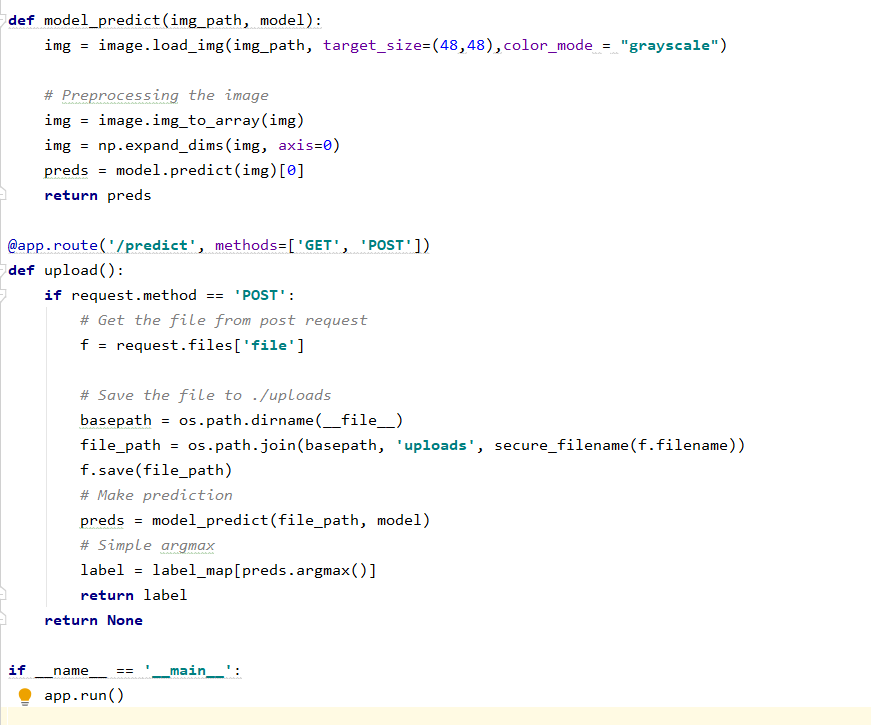 def model_predict(img_path, model):
    img = image.load_img(img_path, target_size=(48,48),color_mode = "grayscale")

    # Preprocessing the image
    img = image.img_to_array(img)
    img = np.expand_dims(img, axis=0)
    preds = model.predict(img)[0]
    return preds

@app.route('/predict', methods=['GET', 'POST'])
def upload():
    if request.method == 'POST':
        # Get the file from post request
        f = request.files['file']

        # Save the file to ./uploads
        basepath = os.path.dirname(__file__)
        file_path = os.path.join(basepath, 'uploads', secure_filename(f.filename))
        f.save(file_path)
        # Make prediction
        preds = model_predict(file_path, model)
        # Simple argmax
        label = label_map[preds.argmax()]
        return label
    return None

if __name__ == '__main__':
    app.run()